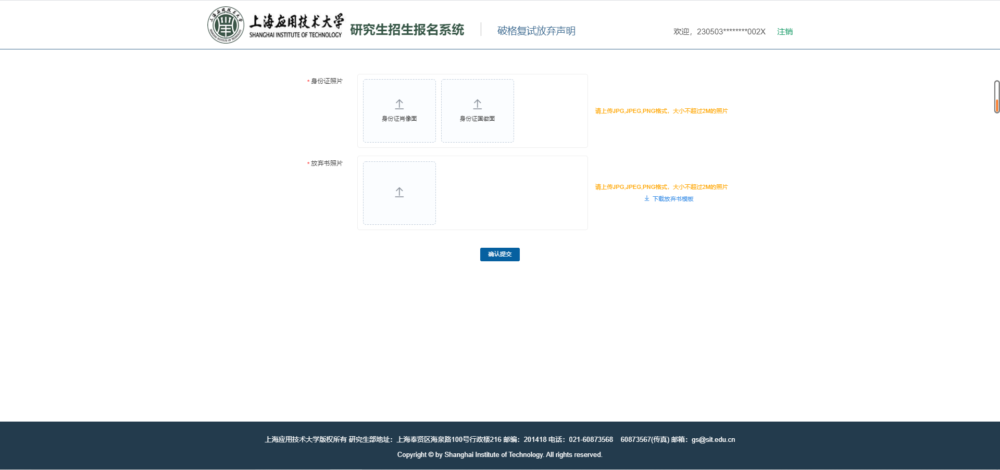 上海应用技术大学
SHANGHAI INSTITUTE OF TECHNOLOGY
研究生招生报名系统
破格复试放弃声明
欢迎，230503********002X 注销
* 身份证照片
身份证肖像面
身份证国徽面
请上传JPG,JPEG,PNG格式，大小不超过2M的照片
* 放弃书照片
请上传JPG,JPEG,PNG格式，大小不超过2M的照片
下载放弃书模板
确认提交
上海应用技术大学版权所有 研究生部地址：上海奉贤区海泉路100号行政楼216 邮编：201418 电话：021-60873568 60873567(传真) 邮箱：gs@sit.edu.cn
Copyright © by Shanghai Institute of Technology. All rights reserved.